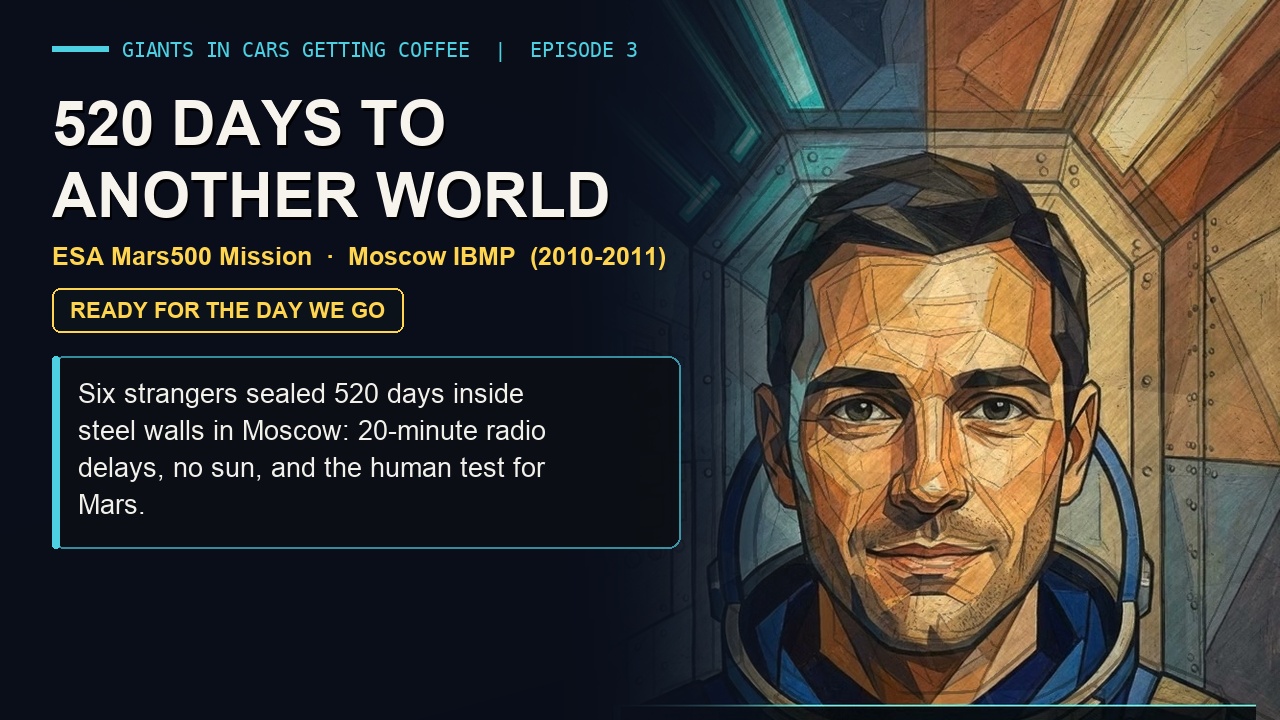 GIANTS IN CARS GETTING COFFEE | EPISODE 3
520 DAYS TO
ANOTHER WORLD
ESA Mars500 Mission · Moscow IBMP (2010-2011)
READY FOR THE DAY WE GO
Six strangers sealed 520 days inside
steel walls in Moscow: 20-minute radio
delays, no sun, and the human test for
Mars.